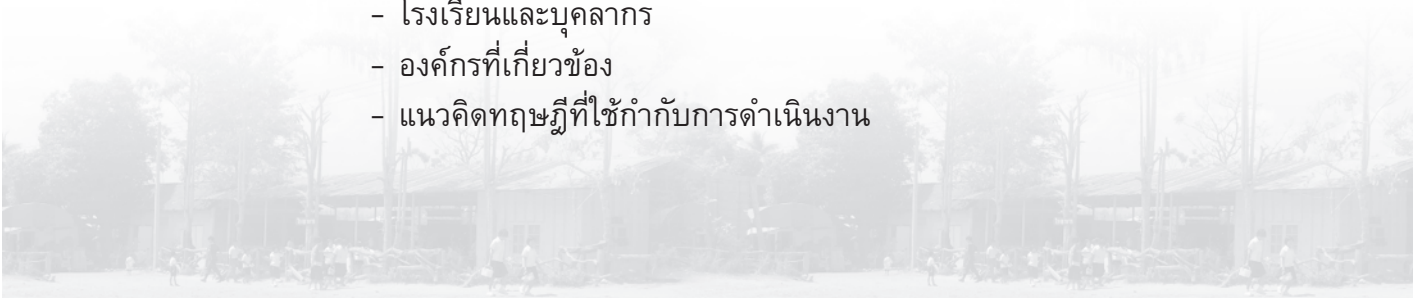 - โรงเรียนและบุคลากร
- องค์กรที่เกี่ยวข้อง
- แนวคิดทฤษฎีที่ใช้กำกับการดำเนินงาน